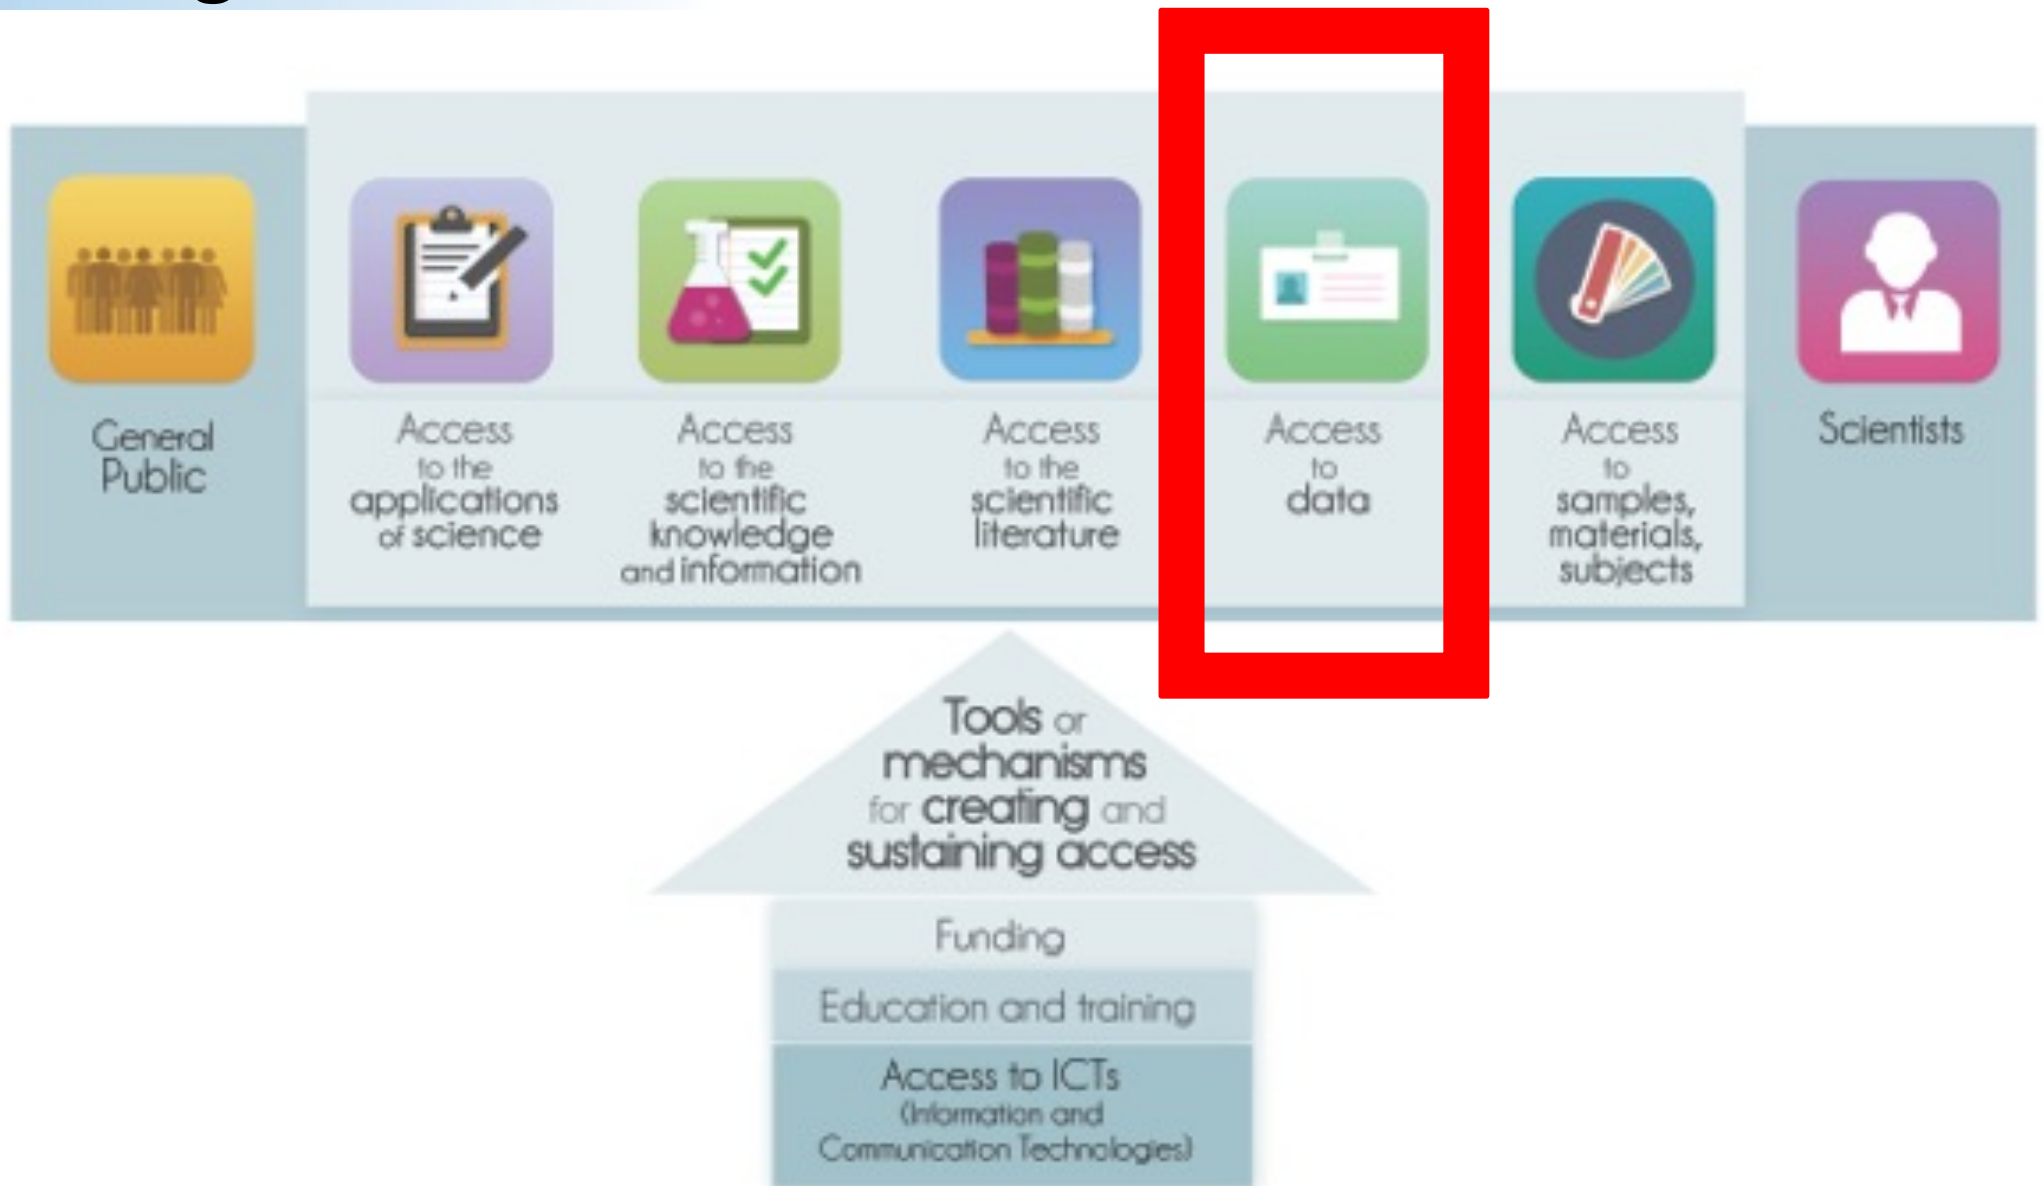 General
Public
Access
to the
applications
of science
Access
to the
scientific
knowledge
and information
Access
to the
scientific
literature
Access
to
data
Access
to
samples,
materials,
subjects
Scientists
Tools or
mechanisms
for creating and
sustaining access
Funding
Education and training
Access to ICTs
(Information and
Communication Technologies)